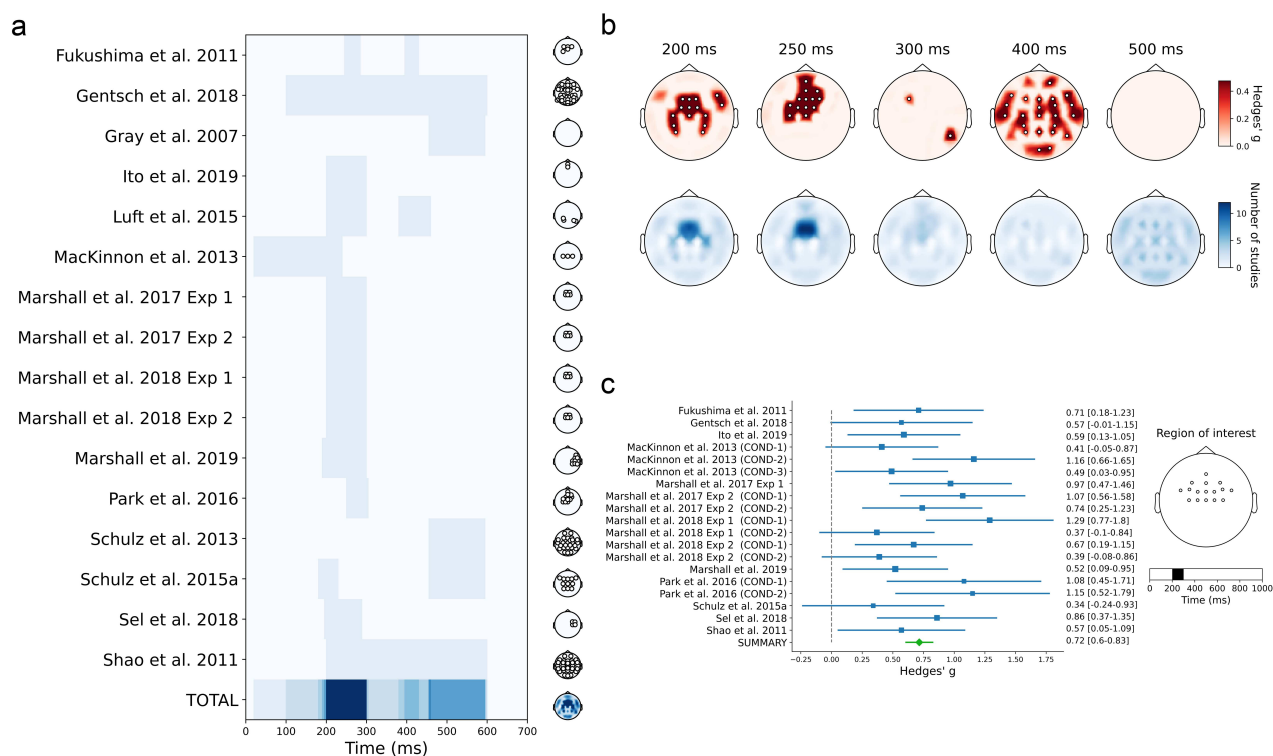 a
Fukushima et al. 2011
Gentsch et al. 2018
Gray et al. 2007
Ito et al. 2019
Luft et al. 2015
MacKinnon et al. 2013
Marshall et al. 2017 Exp 1
Marshall et al. 2017 Exp 2
Marshall et al. 2018 Exp 1
Marshall et al. 2018 Exp 2
Marshall et al. 2019
Park et al. 2016
Schulz et al. 2013
Schulz et al. 2015a
Sel et al. 2018
Shao et al. 2011
TOTAL
0 100 200 300 400 500 600 700
Time (ms)
b
200 ms 250 ms 300 ms 400 ms 500 ms
0.4
0.2
0.0
Hedges' g
10
5
0
Number of studies
c
Fukushima et al. 2011 0.71 [0.18-1.23]
Gentsch et al. 2018 0.57 [-0.01-1.15]
Ito et al. 2019 0.59 [0.13-1.05]
MacKinnon et al. 2013 (COND-1) 0.41 [-0.05-0.87]
MacKinnon et al. 2013 (COND-2) 1.16 [0.66-1.65]
MacKinnon et al. 2013 (COND-3) 0.49 [0.03-0.95]
Marshall et al. 2017 Exp 1 0.97 [0.47-1.46]
Marshall et al. 2017 Exp 2 (COND-1) 1.07 [0.56-1.58]
Marshall et al. 2017 Exp 2 (COND-2) 0.74 [0.25-1.23]
Marshall et al. 2018 Exp 1 (COND-1) 1.29 [0.77-1.8]
Marshall et al. 2018 Exp 1 (COND-2) 0.37 [-0.1-0.84]
Marshall et al. 2018 Exp 2 (COND-1) 0.67 [0.19-1.15]
Marshall et al. 2018 Exp 2 (COND-2) 0.39 [-0.08-0.86]
Marshall et al. 2019 0.52 [0.09-0.95]
Park et al. 2016 (COND-1) 1.08 [0.45-1.71]
Park et al. 2016 (COND-2) 1.15 [0.52-1.79]
Schulz et al. 2015a 0.34 [-0.24-0.93]
Sel et al. 2018 0.86 [0.37-1.35]
Shao et al. 2011 0.57 [0.05-1.09]
SUMMARY 0.72 [0.6-0.83]
−0.25 0.00 0.25 0.50 0.75 1.00 1.25 1.50 1.75
Hedges' g
Region of interest
0 200 400 600 800 1000
Time (ms)